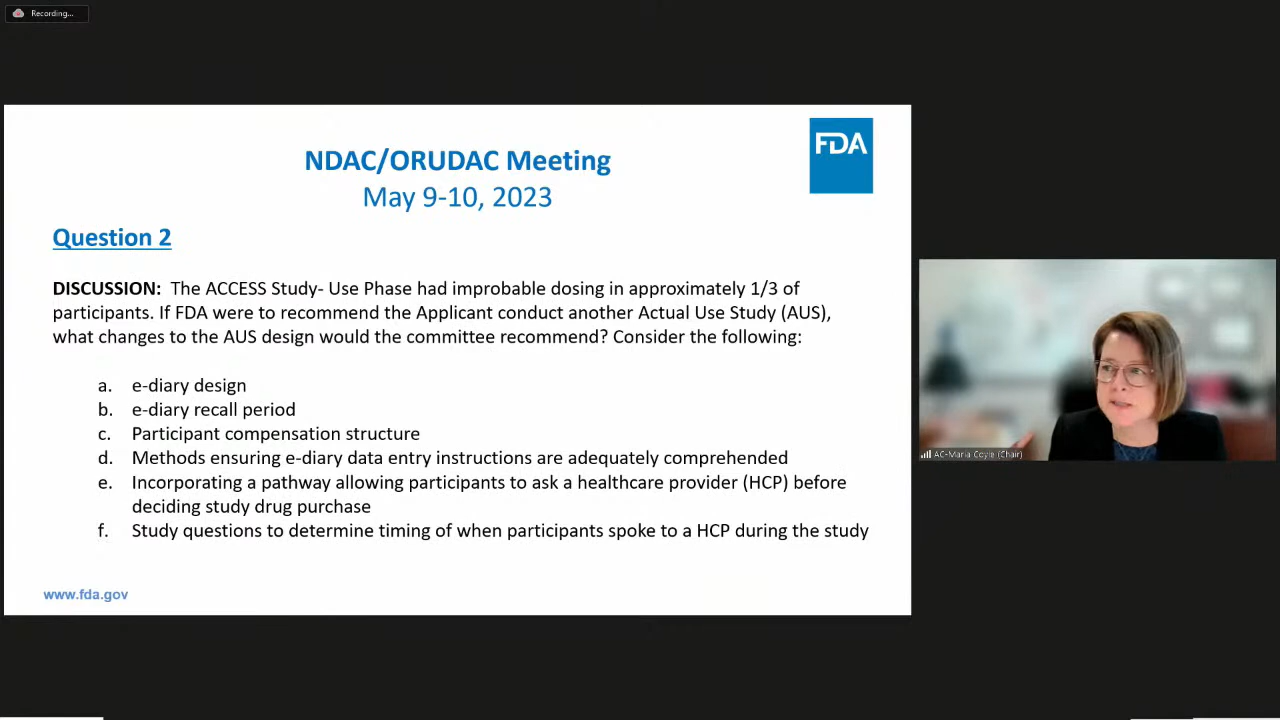 Recording...
FDA
NDAC/ORUDAC Meeting
May 9-10, 2023
Question 2
DISCUSSION: The ACCESS Study- Use Phase had improbable dosing in approximately 1/3 of
participants. If FDA were to recommend the Applicant conduct another Actual Use Study (AUS),
what changes to the AUS design would the committee recommend? Consider the following:
a. e-diary design
b. e-diary recall period
c. Participant compensation structure
d. Methods ensuring e-diary data entry instructions are adequately comprehended
e. Incorporating a pathway allowing participants to ask a healthcare provider (HCP) before
deciding study drug purchase
f. Study questions to determine timing of when participants spoke to a HCP during the study
www.fda.gov
AC-Maria Coyle (Chair)